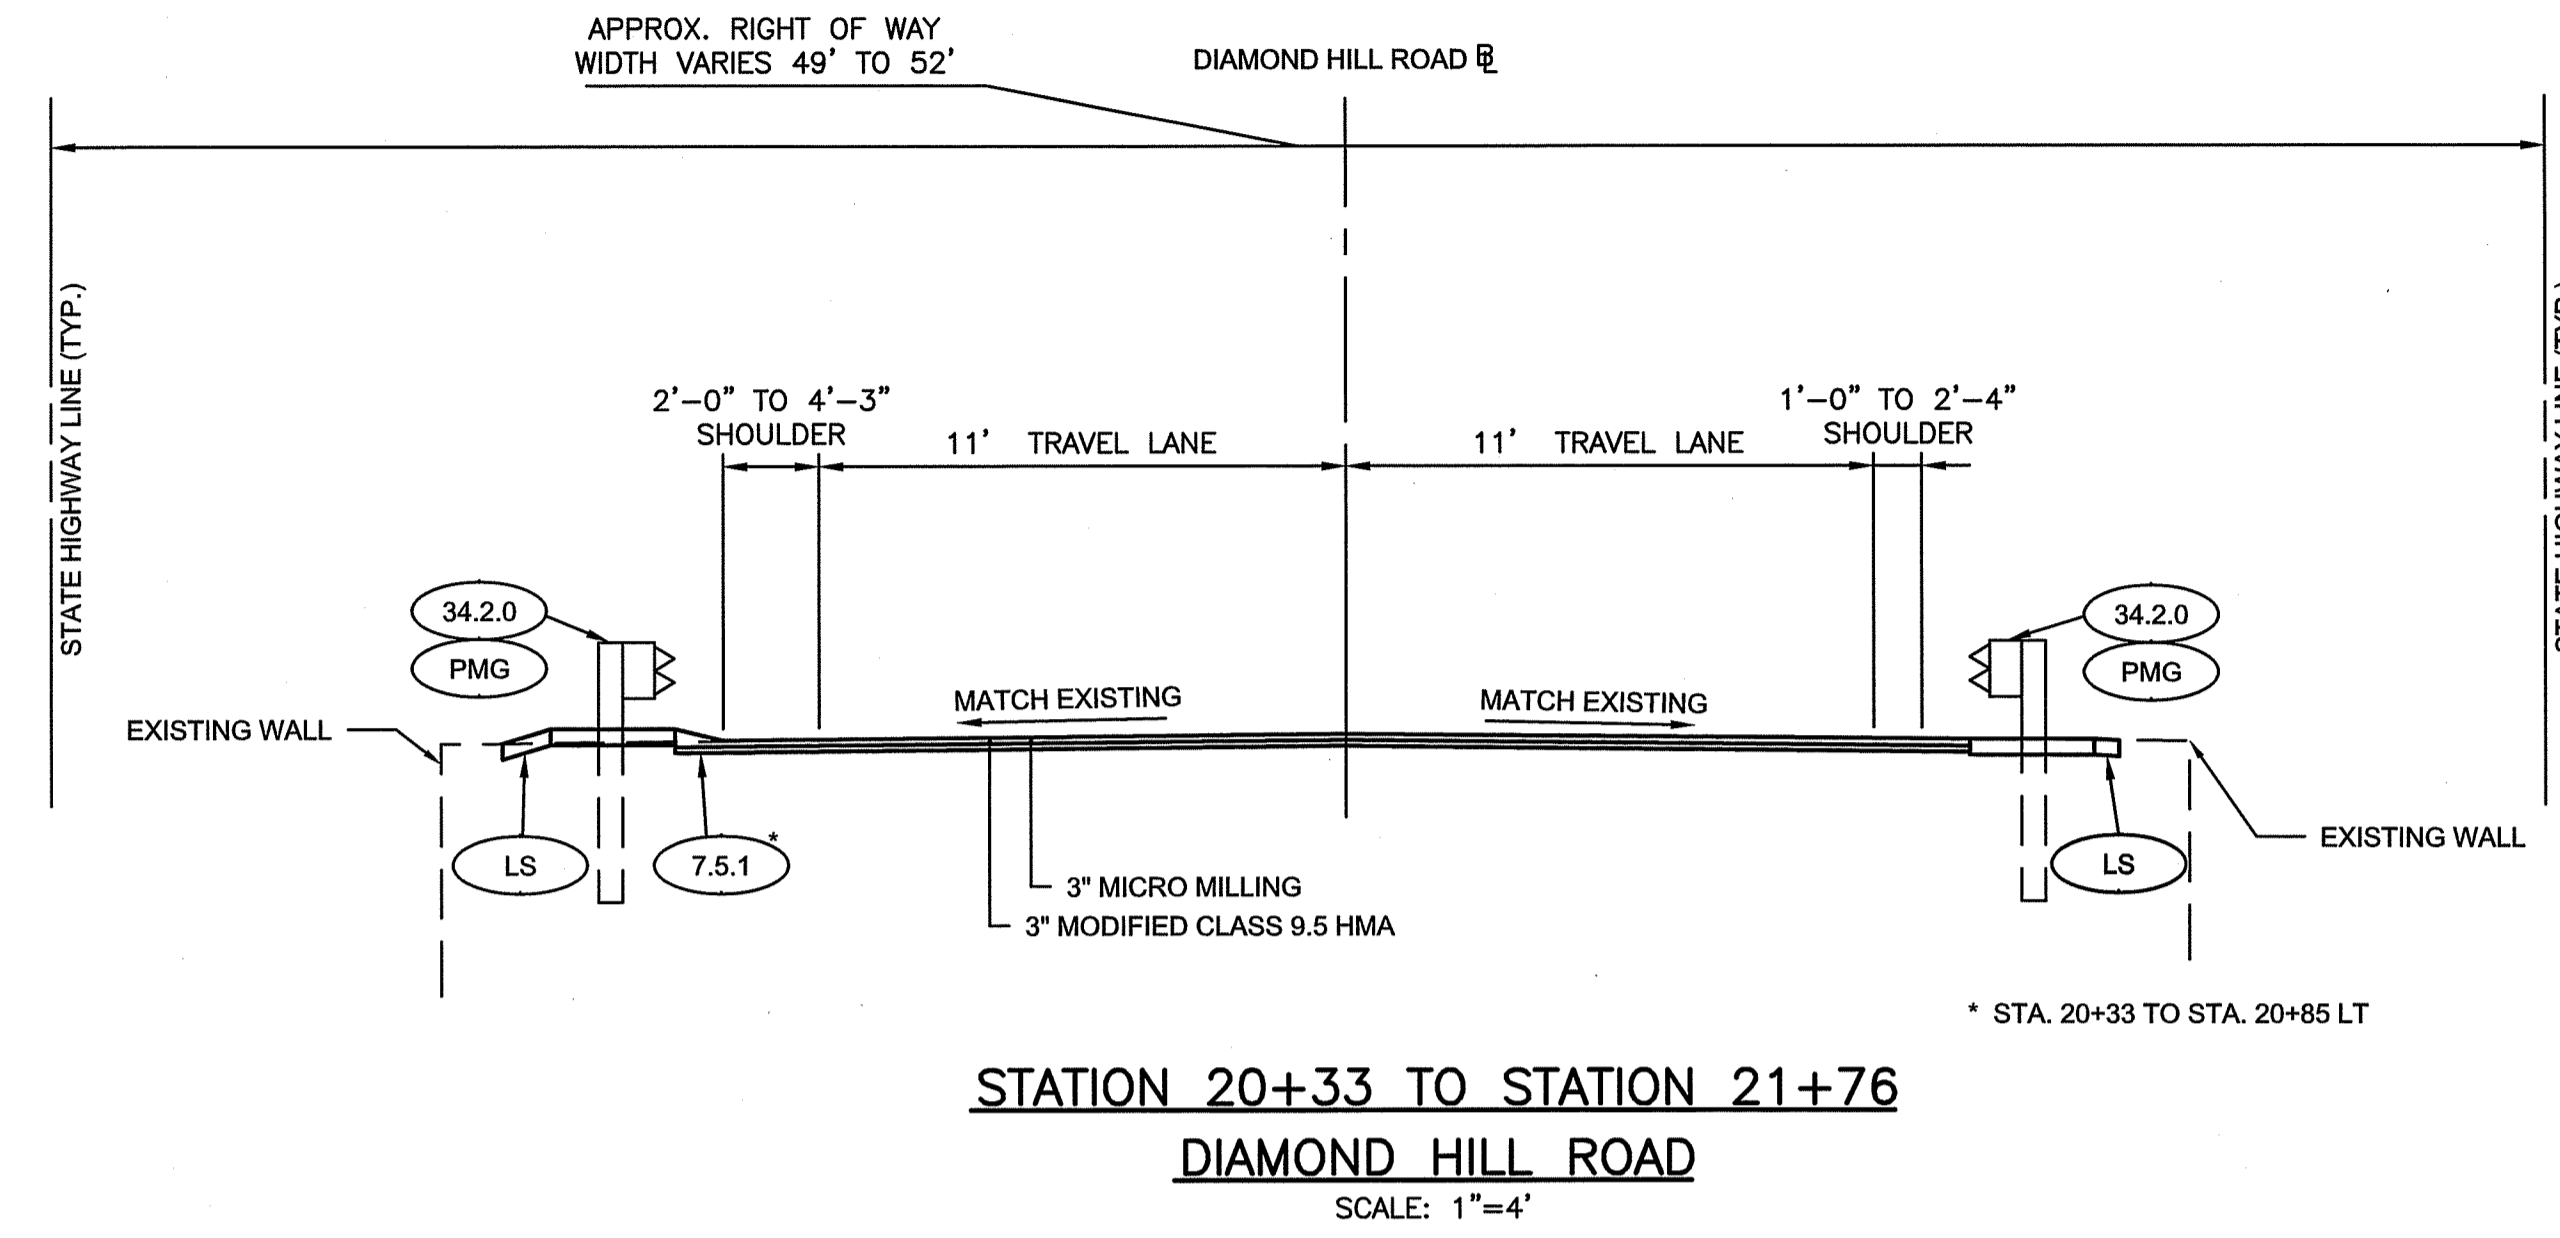 APPROX. RIGHT OF WAY
WIDTH VARIES 49' TO 52'
DIAMOND HILL ROAD BL
STATE HIGHWAY LINE (TYP.)
2'-0" TO 4'-3"
SHOULDER
11' TRAVEL LANE
11' TRAVEL LANE
1'-0" TO 2'-4"
SHOULDER
34.2.0
PMG
34.2.0
PMG
MATCH EXISTING
MATCH EXISTING
EXISTING WALL
EXISTING WALL
LS
7.5.1*
LS
3" MICRO MILLING
3" MODIFIED CLASS 9.5 HMA
* STA. 20+33 TO STA. 20+85 LT
STATION 20+33 TO STATION 21+76
DIAMOND HILL ROAD
SCALE: 1"=4'